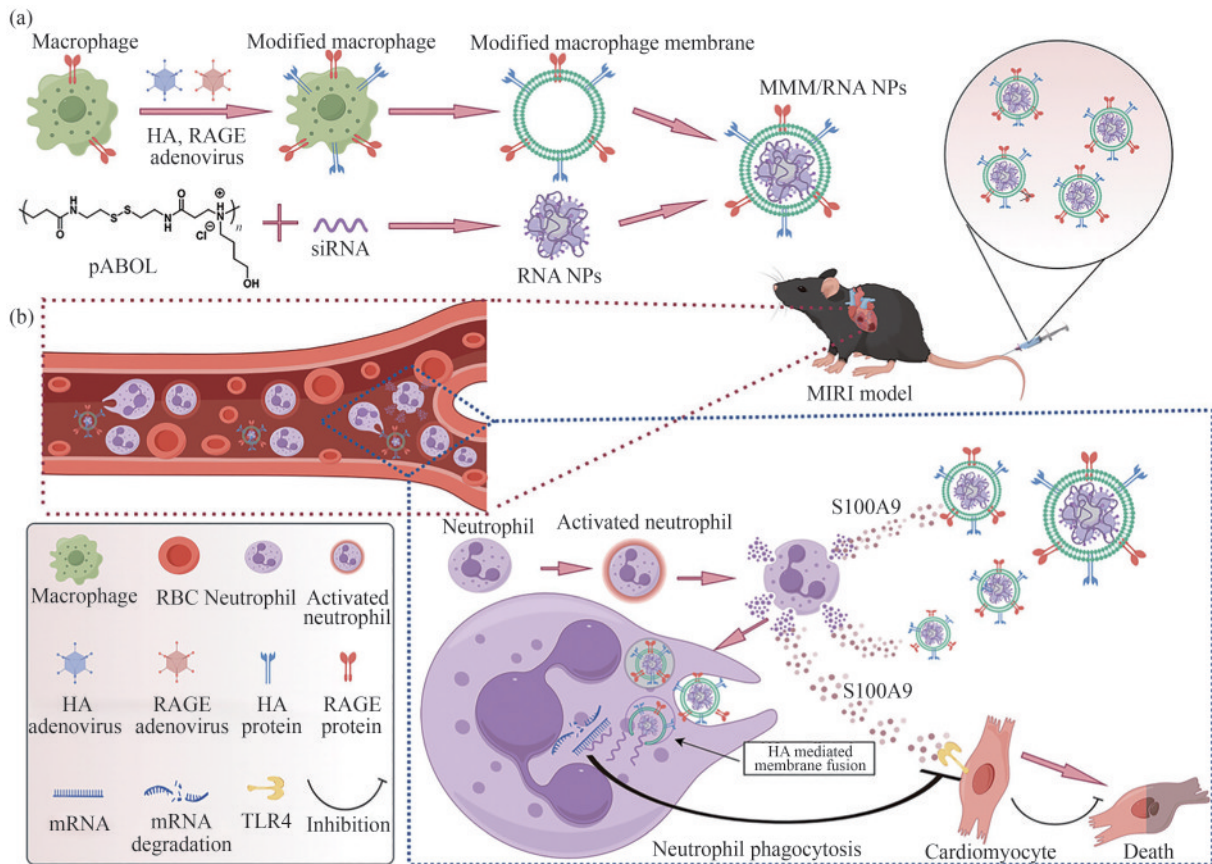 (a)
Macrophage
Modified macrophage
Modified macrophage membrane
MMM/RNA NPs
HA, RAGE
adenovirus
O
N
H
S
S
H
N
O
⊕
H
N
n
Cl⊖
OH
pABOL
siRNA
RNA NPs
MIRI model
(b)
Neutrophil
Activated neutrophil
S100A9
S100A9
HA mediated
membrane fusion
Neutrophil phagocytosis
Cardiomyocyte
Death
Macrophage
RBC
Neutrophil
Activated
neutrophil
HA
adenovirus
RAGE
adenovirus
HA
protein
RAGE
protein
mRNA
mRNA
degradation
TLR4
Inhibition